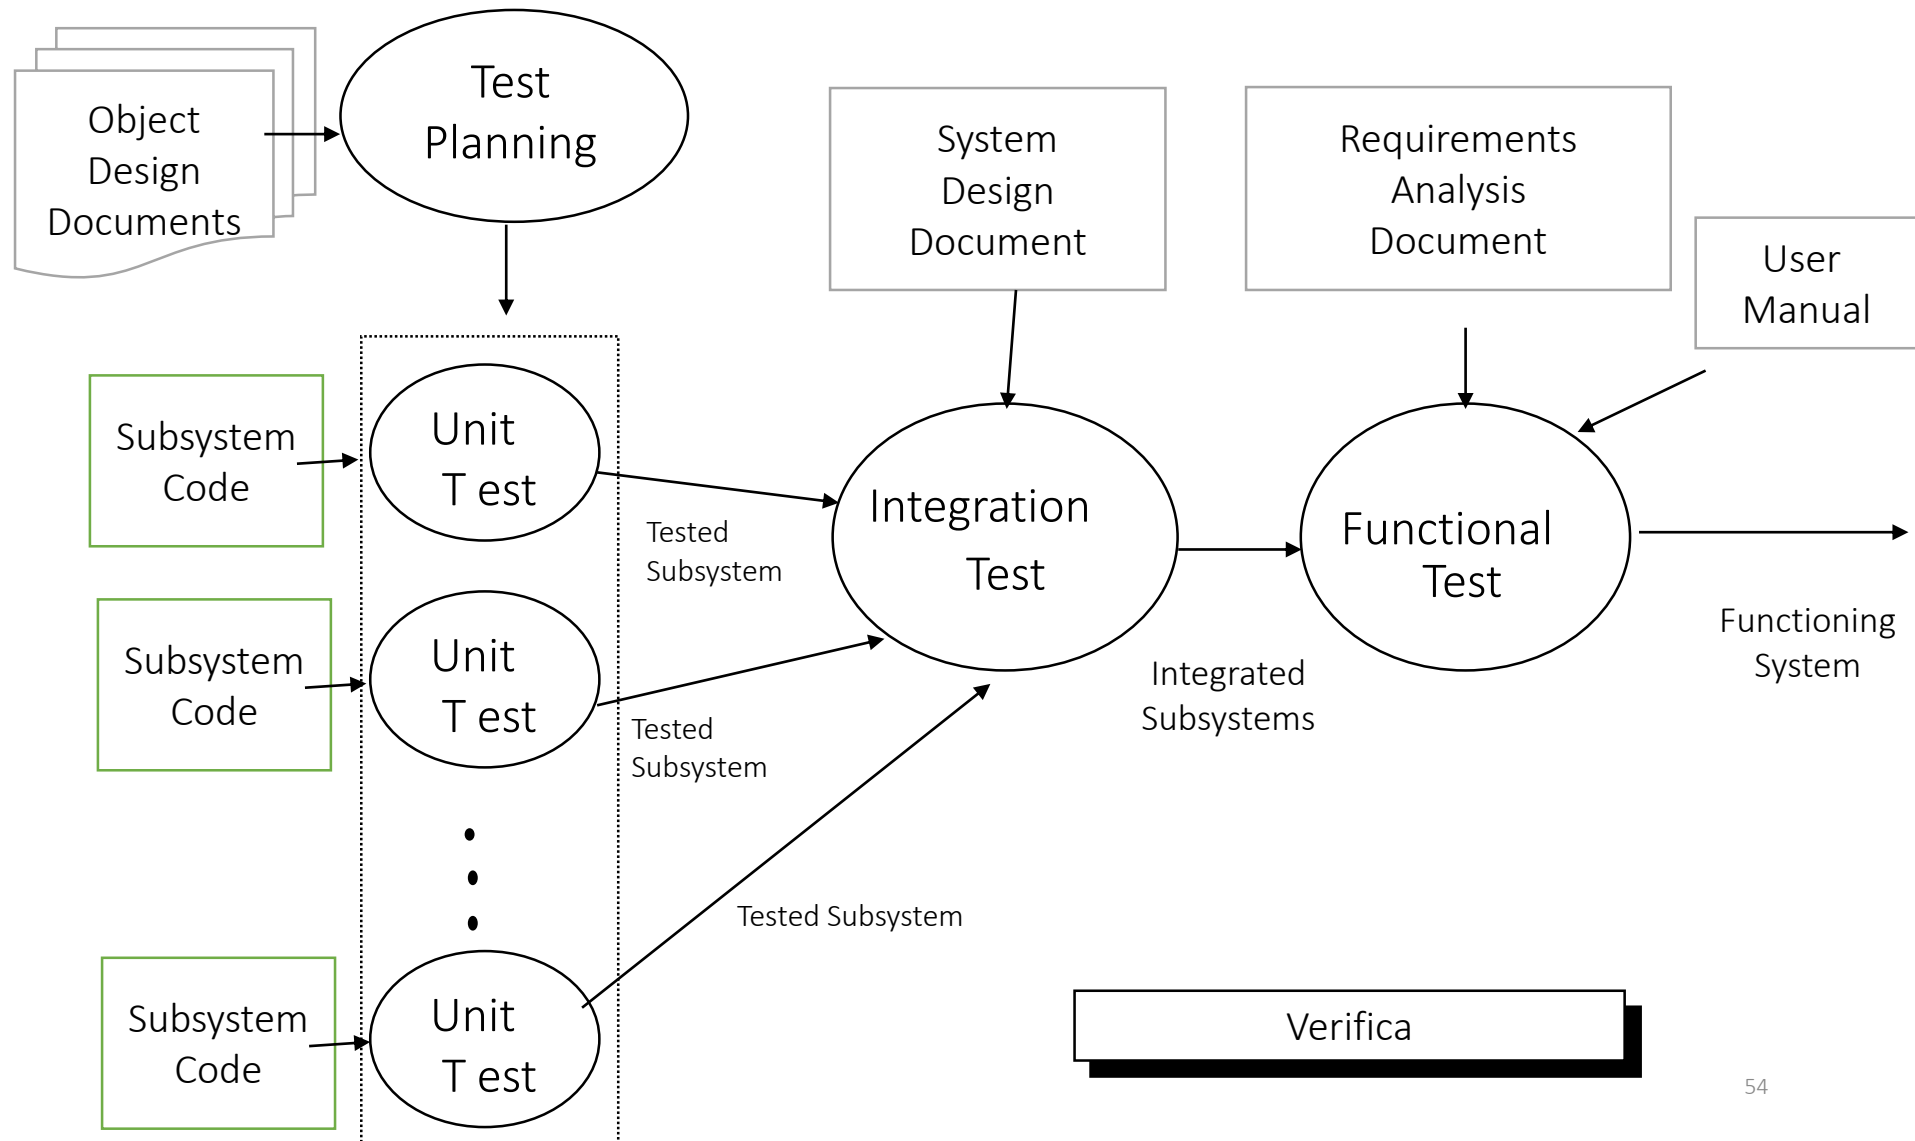 Object
Design
Documents
Test
Planning
System
Design
Document
Requirements
Analysis
Document
User
Manual
Subsystem
Code
Unit
T est
Tested
Subsystem
Integration
Test
Functional
Test
Functioning
System
Subsystem
Code
Unit
T est
Tested
Subsystem
Integrated
Subsystems
Tested Subsystem
Subsystem
Code
Unit
T est
Verifica
54